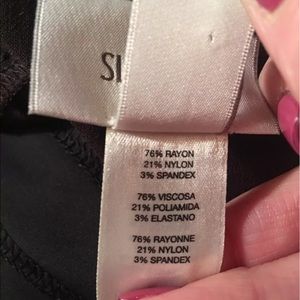 76% RAYON
21% NYLON
3% SPANDEX
76% VISCOSA
21% POLIAMIDA
3% ELASTANO
76% RAYONNE
21% NYLON
3% SPANDEX